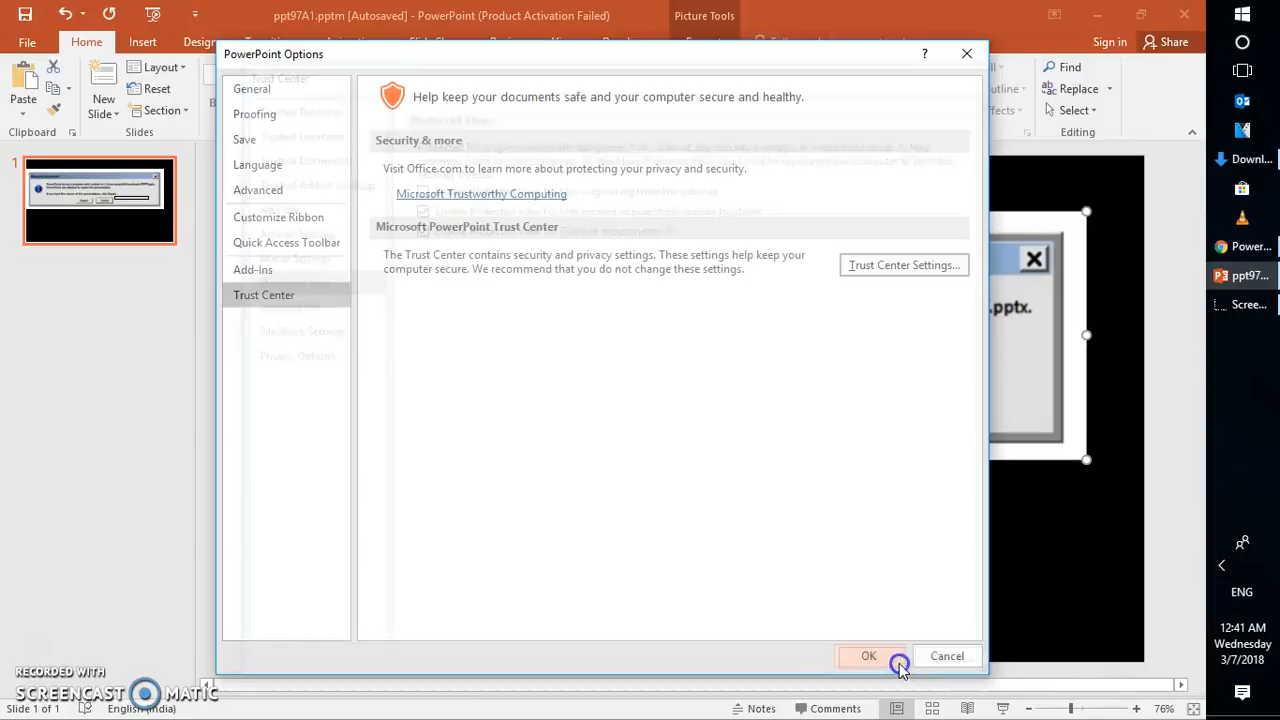 ppt97A1.pptm [Autosaved] - PowerPoint (Product Activation Failed)
Picture Tools
File
Home
Insert
Sign in
Share
Paste
Clipboard
New
Slide
Layout
Reset
Section
Slides
Find
Replace
Select
Editing
PowerPoint Options
?
General
Proofing
Save
Language
Advanced
Customize Ribbon
Quick Access Toolbar
Add-Ins
Trust Center
Help keep your documents safe and your computer secure and healthy.
Security & more
Visit Office.com to learn more about protecting your privacy and security.
Microsoft Trustworthy Computing
Microsoft PowerPoint Trust Center
The Trust Center contains security and privacy settings. These settings help keep your
computer secure. We recommend that you do not change these settings.
Trust Center Settings...
File Block Settings
Privacy Options
OK
Cancel
1
.pptx.
Downl...
Power...
ppt97...
Scree...
ENG
12:41 AM
Wednesday
3/7/2018
RECORDED WITH
SCREENCAST MATIC
Slide 1 of 1
English (India)
Notes
Comments
76%